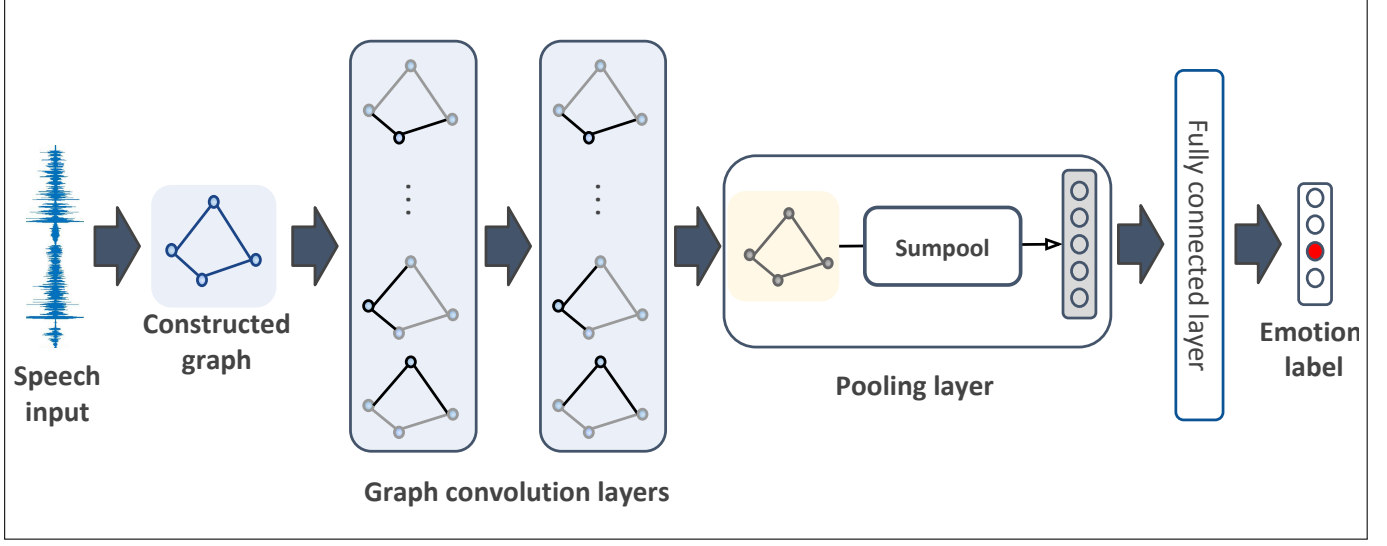 Speech
input
Constructed
graph
Graph convolution layers
Sumpool
Pooling layer
Fully connected layer
Emotion
label